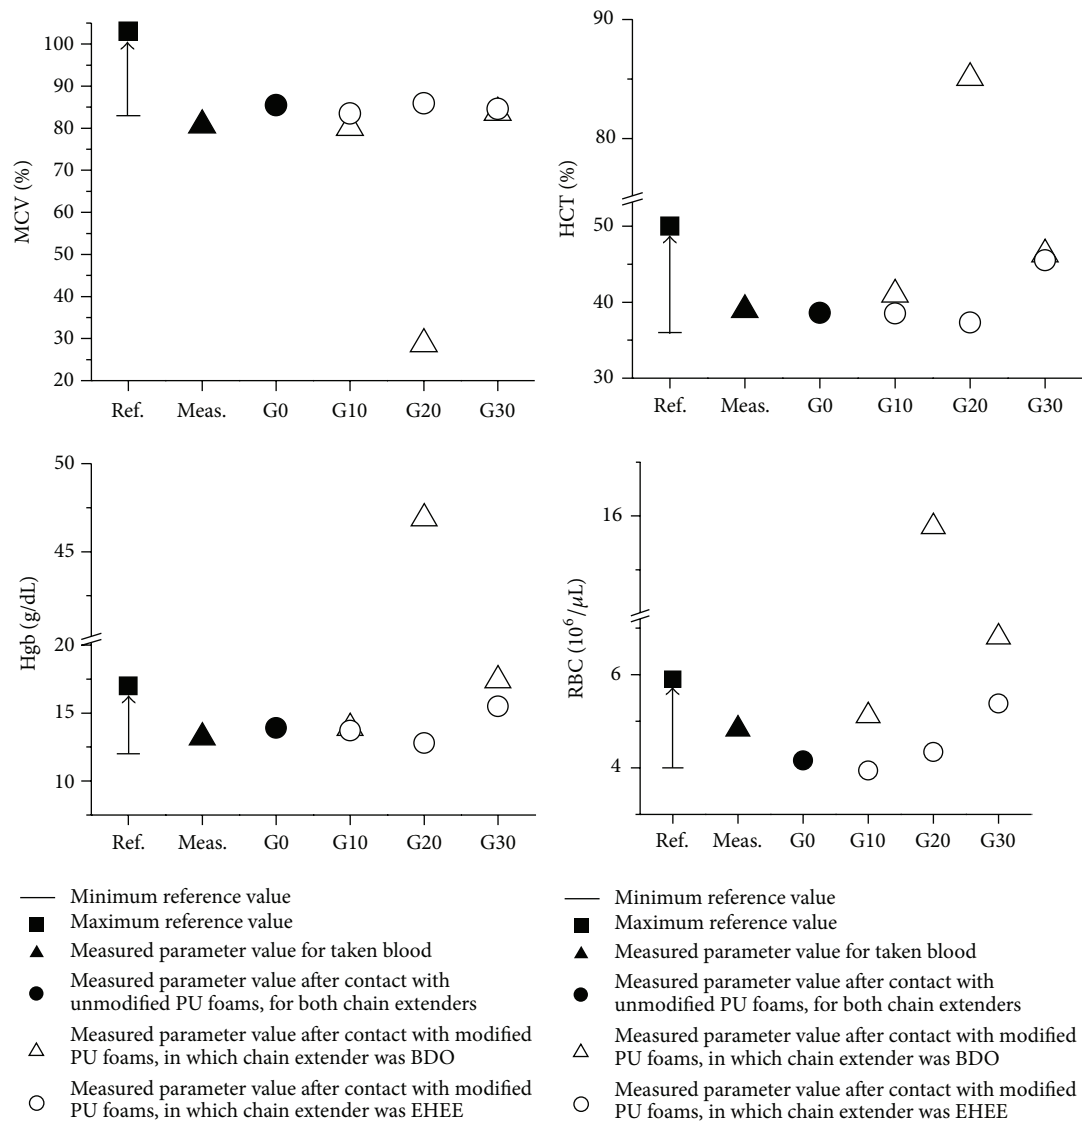 MCV (%)
100
90
80
70
60
50
40
30
20
Ref. Meas. G0 G10 G20 G30
HCT (%)
90
80
50
40
30
Ref. Meas. G0 G10 G20 G30
Hgb (g/dL)
50
45
20
15
10
Ref. Meas. G0 G10 G20 G30
RBC (10⁶/μL)
16
6
4
Ref. Meas. G0 G10 G20 G30
Minimum reference value
Maximum reference value
Measured parameter value for taken blood
Measured parameter value after contact with
unmodified PU foams, for both chain extenders
Measured parameter value after contact with modified
PU foams, in which chain extender was BDO
Measured parameter value after contact with modified
PU foams, in which chain extender was EHEE
Minimum reference value
Maximum reference value
Measured parameter value for taken blood
Measured parameter value after contact with
unmodified PU foams, for both chain extenders
Measured parameter value after contact with modified
PU foams, in which chain extender was BDO
Measured parameter value after contact with modified
PU foams, in which chain extender was EHEE